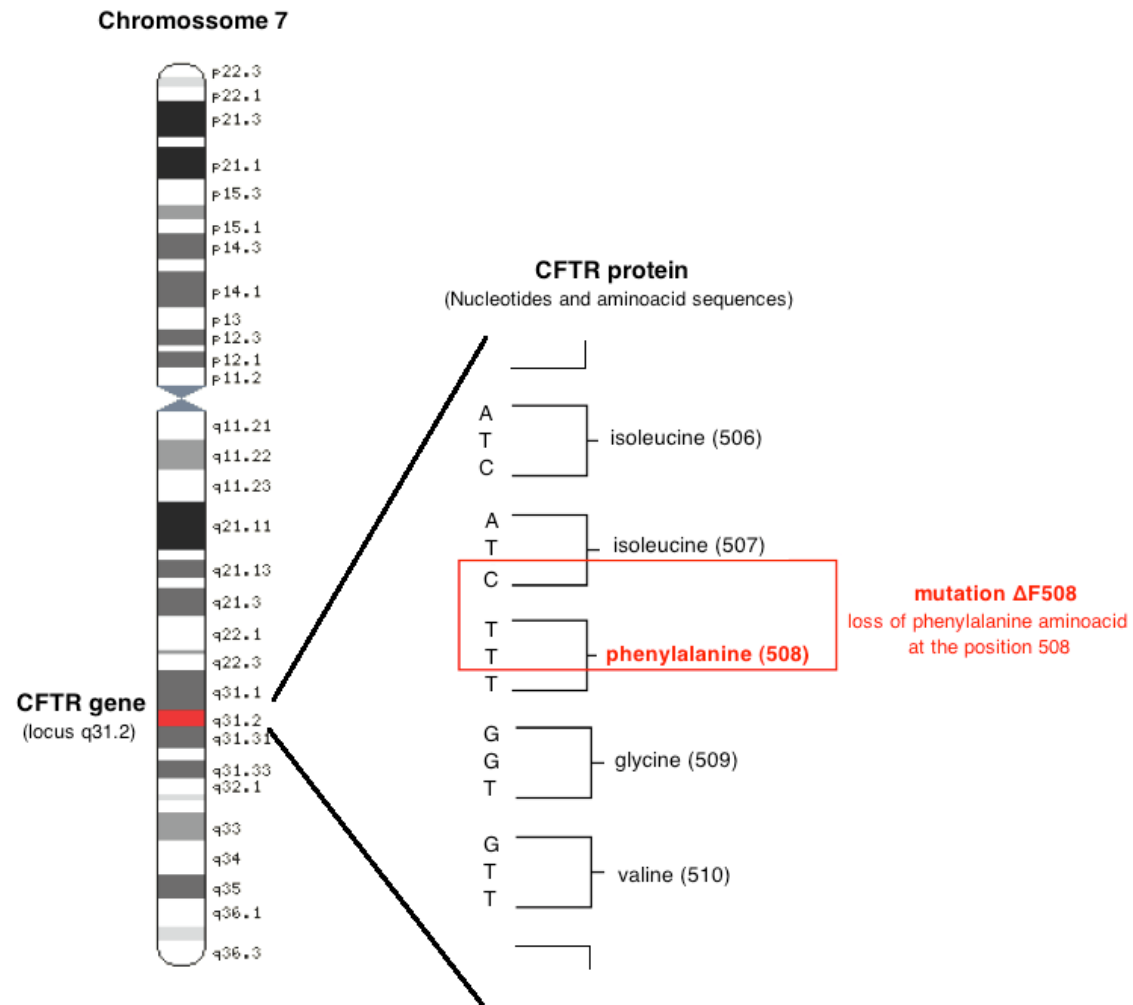 Chromossome 7
p22.3
p22.1
p21.3
p21.1
p15.3
p15.1
p14.3
p14.1
p13
p12.3
p12.1
p11.2
q11.21
q11.22
q11.23
q21.11
q21.13
q21.3
q22.1
q22.3
q31.1
q31.2
q31.31
q31.33
q32.1
q33
q34
q35
q36.1
q36.3
CFTR gene
(locus q31.2)
CFTR protein
(Nucleotides and aminoacid sequences)
A
T
C
isoleucine (506)
A
T
C
isoleucine (507)
T
T
T
phenylalanine (508)
G
G
T
glycine (509)
G
T
T
valine (510)
mutation ΔF508
loss of phenylalanine aminoacid
at the position 508